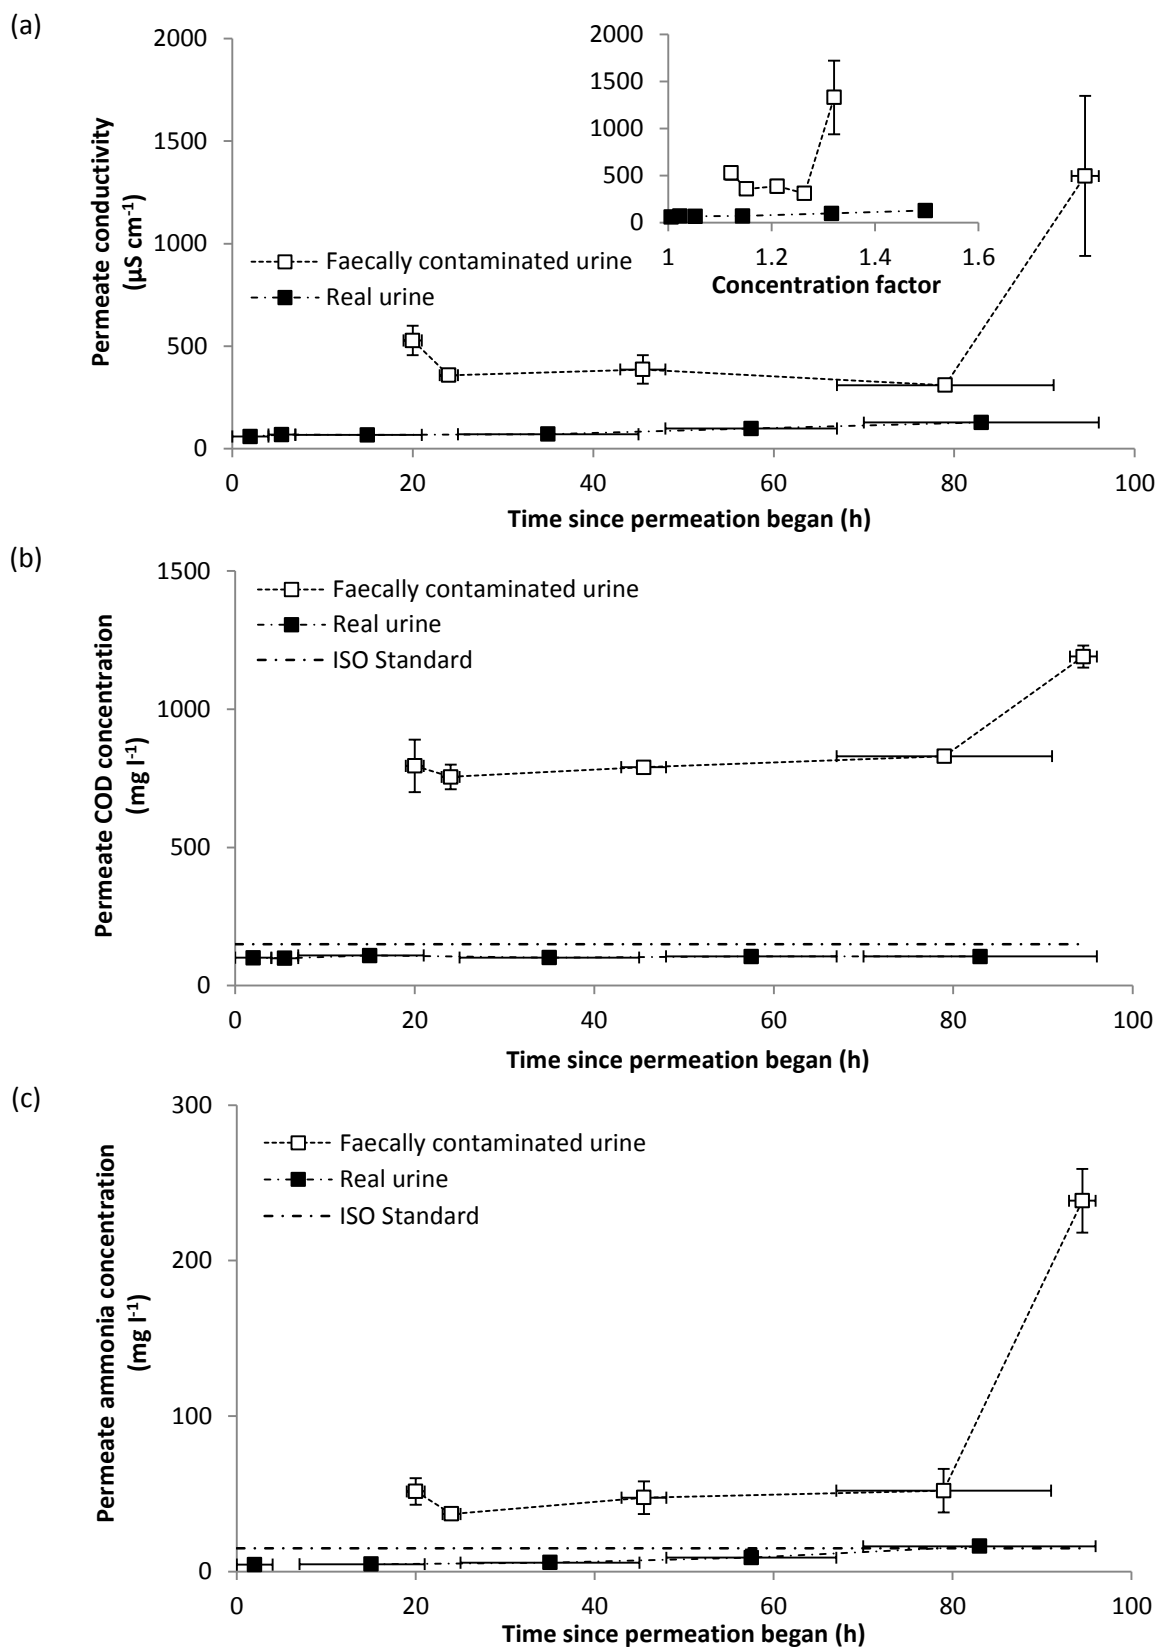 (a)
2000
1500
1000
500
0
Permeate conductivity
(µS cm⁻¹)
2000
1500
1000
500
0
1
1.2
1.4
1.6
Concentration factor
Faecally contaminated urine
Real urine
0
20
40
60
80
100
Time since permeation began (h)
(b)
1500
1000
500
0
Permeate COD concentration
(mg l⁻¹)
Faecally contaminated urine
Real urine
ISO Standard
0
20
40
60
80
100
Time since permeation began (h)
(c)
300
200
100
0
Permeate ammonia concentration
(mg l⁻¹)
Faecally contaminated urine
Real urine
ISO Standard
0
20
40
60
80
100
Time since permeation began (h)